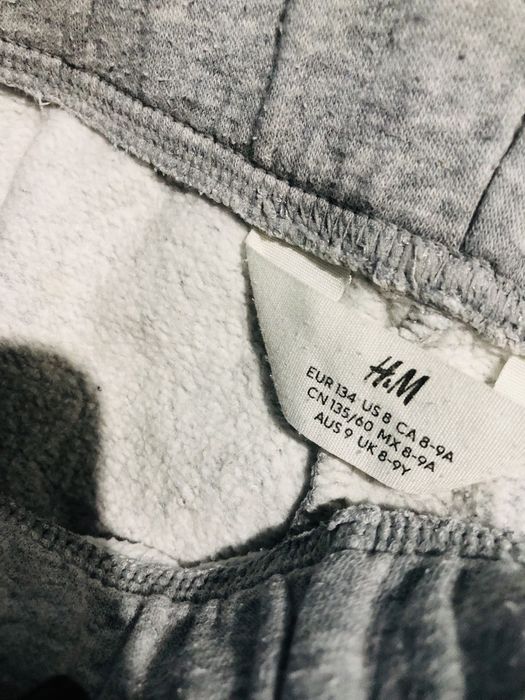 H&M
EUR 134 US 8 CA 8-9A
CN 135/60 MX 8-9A
AUS 9 UK 8-9Y